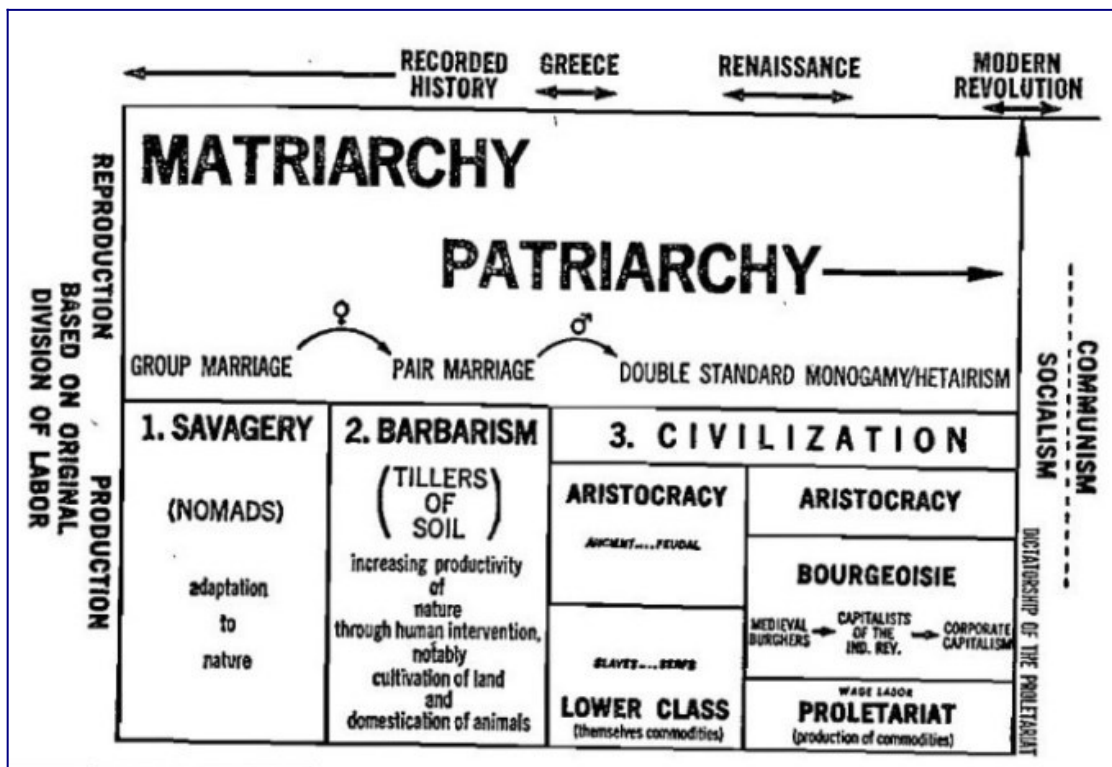 RECORDED
HISTORY
GREECE
RENAISSANCE
MODERN
REVOLUTION
REPRODUCTION
MATRIARCHY
PATRIARCHY
♀
♂
GROUP MARRIAGE
PAIR MARRIAGE
DOUBLE STANDARD MONOGAMY/HETAIRISM
BASED ON ORIGINAL
DIVISION OF LABOR
PRODUCTION
1. SAVAGERY
(NOMADS)
adaptation
to
nature
2. BARBARISM
(TILLERS
OF
SOIL)
increasing productivity
of
nature
through human intervention,
notably
cultivation of land
and
domestication of animals
3. CIVILIZATION
ARISTOCRACY
ANCIENT....FEUDAL
SLAVES....SERFS
LOWER CLASS
(themselves commodities)
ARISTOCRACY
BOURGEOISIE
MEDIEVAL
BURGHERS
CAPITALISTS
OF THE
IND. REV.
CORPORATE
CAPITALISM
WAGE LABOR
PROLETARIAT
(production of commodities)
SOCIALISM
COMMUNISM
DICTATORSHIP OF THE PROLETARIAT